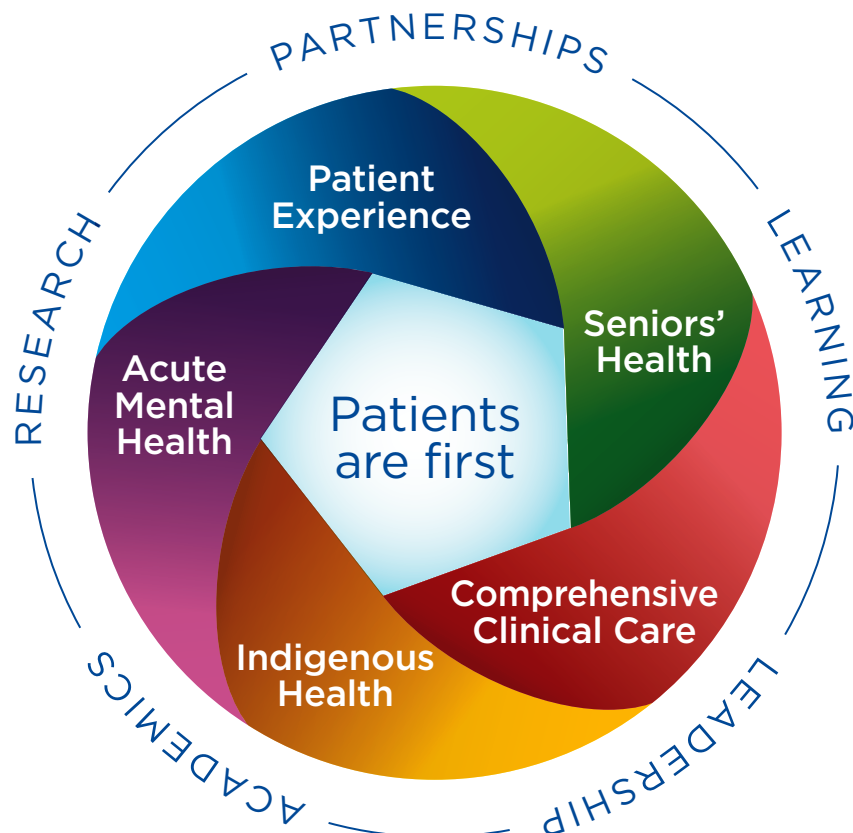 PARTNERSHIPS
LEARNING
LEADERSHIP
ACADEMICS
RESEARCH
Patient
Experience
Seniors’
Health
Comprehensive
Clinical Care
Indigenous
Health
Acute
Mental
Health
Patients
are first